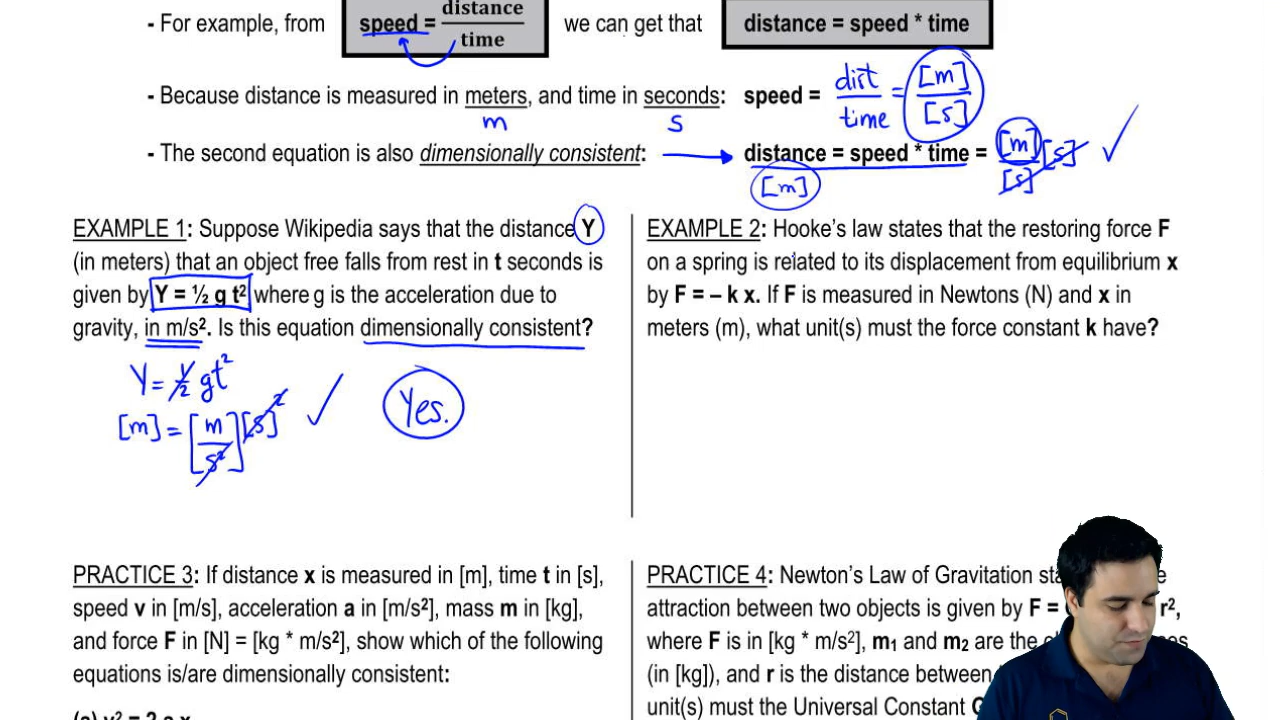 - For example, from speed = distance/time we can get that distance = speed * time
- Because distance is measured in meters, and time in seconds: speed = dist/time = [m]/[s]
m s
- The second equation is also dimensionally consistent: distance = speed * time = [m]/[s] [s] ✓
[m]
EXAMPLE 1: Suppose Wikipedia says that the distance Y
(in meters) that an object free falls from rest in t seconds is
given by Y = ½ g t² where g is the acceleration due to
gravity, in m/s². Is this equation dimensionally consistent?
Y = ½ gt²
[m] = [m/s²][s]² ✓ Yes.
EXAMPLE 2: Hooke's law states that the restoring force F
on a spring is related to its displacement from equilibrium x
by F = – k x. If F is measured in Newtons (N) and x in
meters (m), what unit(s) must the force constant k have?
PRACTICE 3: If distance x is measured in [m], time t in [s],
speed v in [m/s], acceleration a in [m/s²], mass m in [kg],
and force F in [N] = [kg * m/s²], show which of the following
equations is/are dimensionally consistent:
(a) v² = 2 a x
PRACTICE 4: Newton's Law of Gravitation
attraction between two objects is given by F = r²,
where F is in [kg * m/s²], m₁ and m₂ are the
(in [kg]), and r is the distance between
unit(s) must the Universal Constant